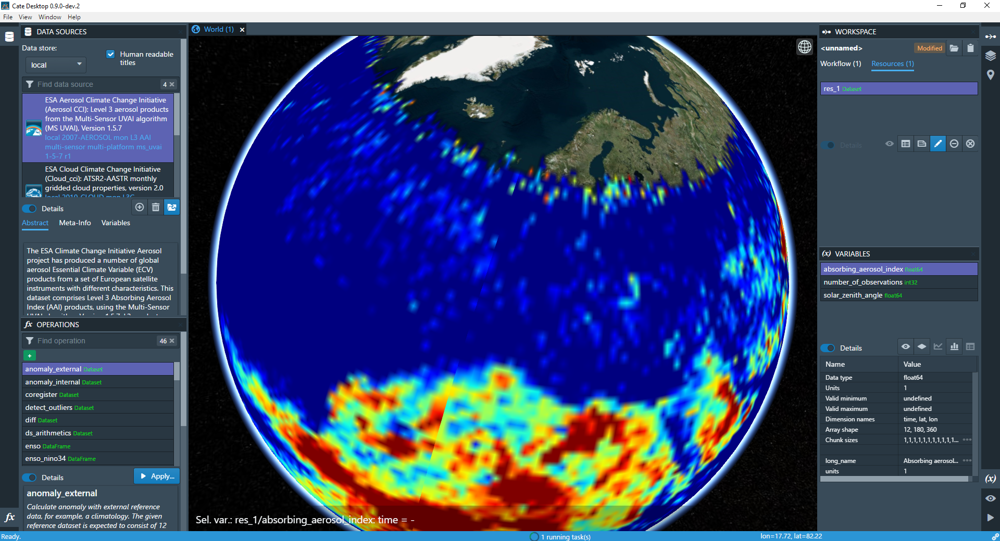 Cate Desktop 0.9.0-dev.2
File View Window Help
DATA SOURCES
Data store:
local
Human readable
titles
Find data source
4
ESA Aerosol Climate Change Initiative
(Aerosol CCI): Level 3 aerosol products
from the Multi-Sensor UVAI algorithm
(MS UVAI), Version 1.5.7
local 2007-AEROSOL mon L3 AAI
multi-sensor multi-platform ms_uvai
1-5-7 r1
ESA Cloud Climate Change Initiative
(Cloud_cci): ATSR2-AASTR monthly
gridded cloud properties, version 2.0
local 2010-CLOUD mon L3C
Details
Abstract Meta-Info Variables
The ESA Climate Change Initiative Aerosol
project has produced a number of global
aerosol Essential Climate Variable (ECV)
products from a set of European satellite
instruments with different characteristics. This
dataset comprises Level 3 Absorbing Aerosol
Index (AAI) products, using the Multi-Sensor
OPERATIONS
Find operation
46
+
anomaly_external Dataset
anomaly_internal Dataset
coregister Dataset
detect_outliers Dataset
diff Dataset
ds_arithmetics Dataset
enso DataFrame
enso_nino34 DataFrame
Details
Apply...
anomaly_external
Calculate anomaly with external reference
data, for example, a climatology. The given
reference dataset is expected to consist of 12
World (1)
Sel. var.: res_1/absorbing_aerosol_index: time = -
WORKSPACE
<unnamed>
Modified
Workflow (1) Resources (1)
res_1 Dataset
Details
(x) VARIABLES
absorbing_aerosol_index float64
number_of_observations int32
solar_zenith_angle float64
Details
Name Value
Data type float64
Units 1
Valid minimum undefined
Valid maximum undefined
Dimension names time, lat, lon
Array shape 12, 180, 360
Chunk sizes 1,1,1,1,1,1,1,1,1,1,1...
long_name Absorbing aerosol...
units 1
(x)
fx
Ready.
1 running task(s)
lon=17.72, lat=82.22